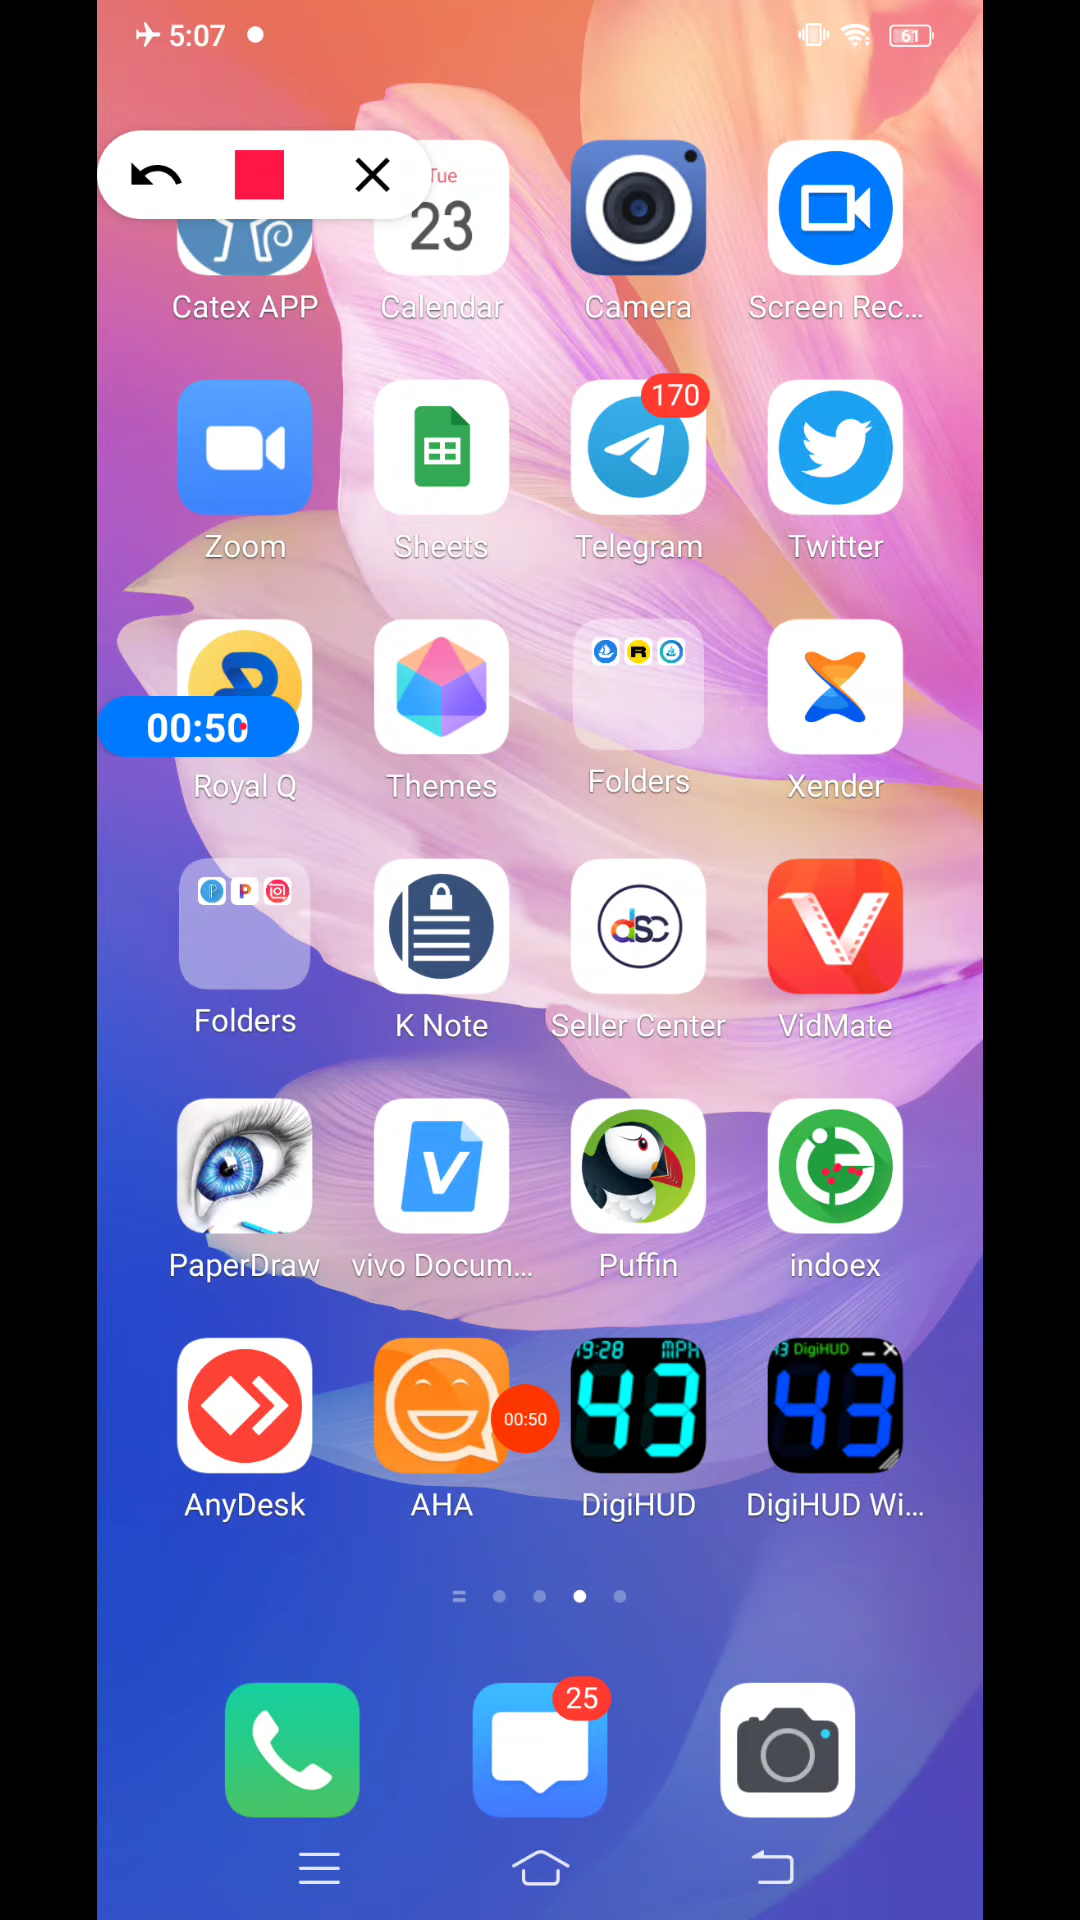 5:07
61
Tue
23
Catex APP
Calendar
Camera
Screen Rec...
170
Zoom
Sheets
Telegram
Twitter
00:50
Royal Q
Themes
Folders
Xender
dsc
Folders
K Note
Seller Center
VidMate
PaperDraw
vivo Docum...
Puffin
indoex
19:28 MPH
43
DigiHUD
43
00:50
AnyDesk
AHA
DigiHUD
DigiHUD Wi...
25